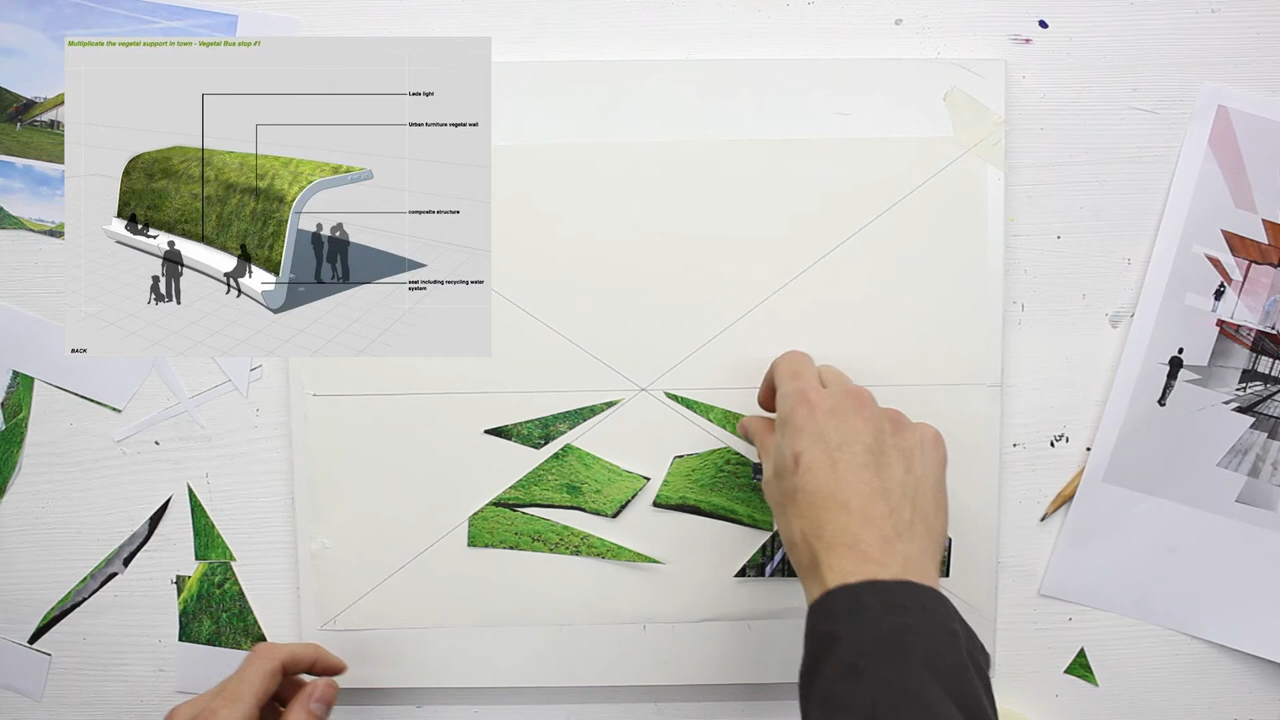 Multiplicate the vegetal support in town - Vegetal Bus stop #1
Leds light
Urban furniture vegetal wall
composite structure
seat including recycling water
system
BACK